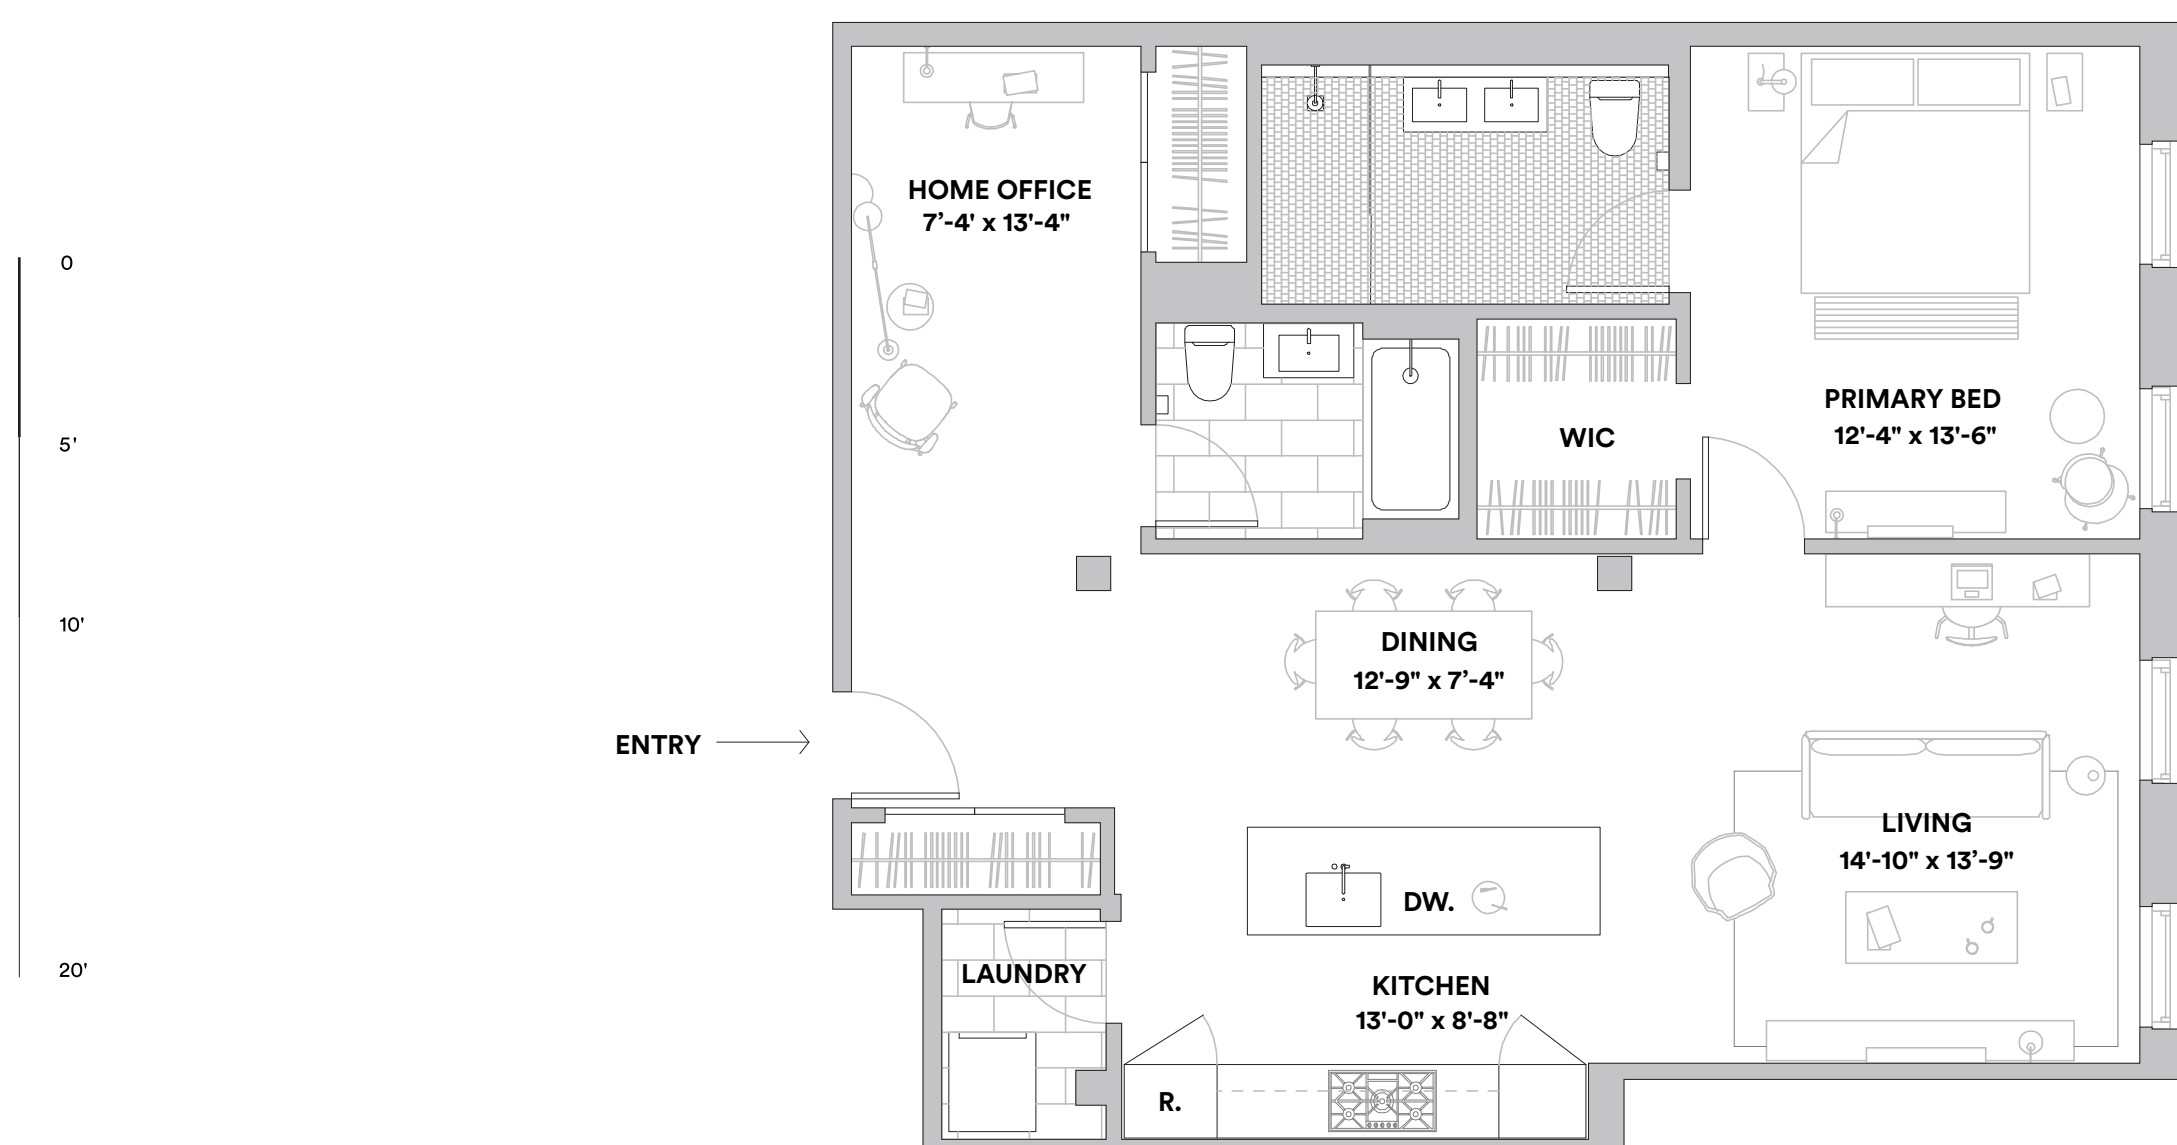 HOME OFFICE
7’-4' x 13'-4"
0
5'
10'
20'
PRIMARY BED
12'-4" x 13'-6"
WIC
DINING
12'-9" x 7’-4"
ENTRY
LIVING
14'-10" x 13’-9"
DW.
LAUNDRY
KITCHEN
13'-0" x 8'-8"
R.